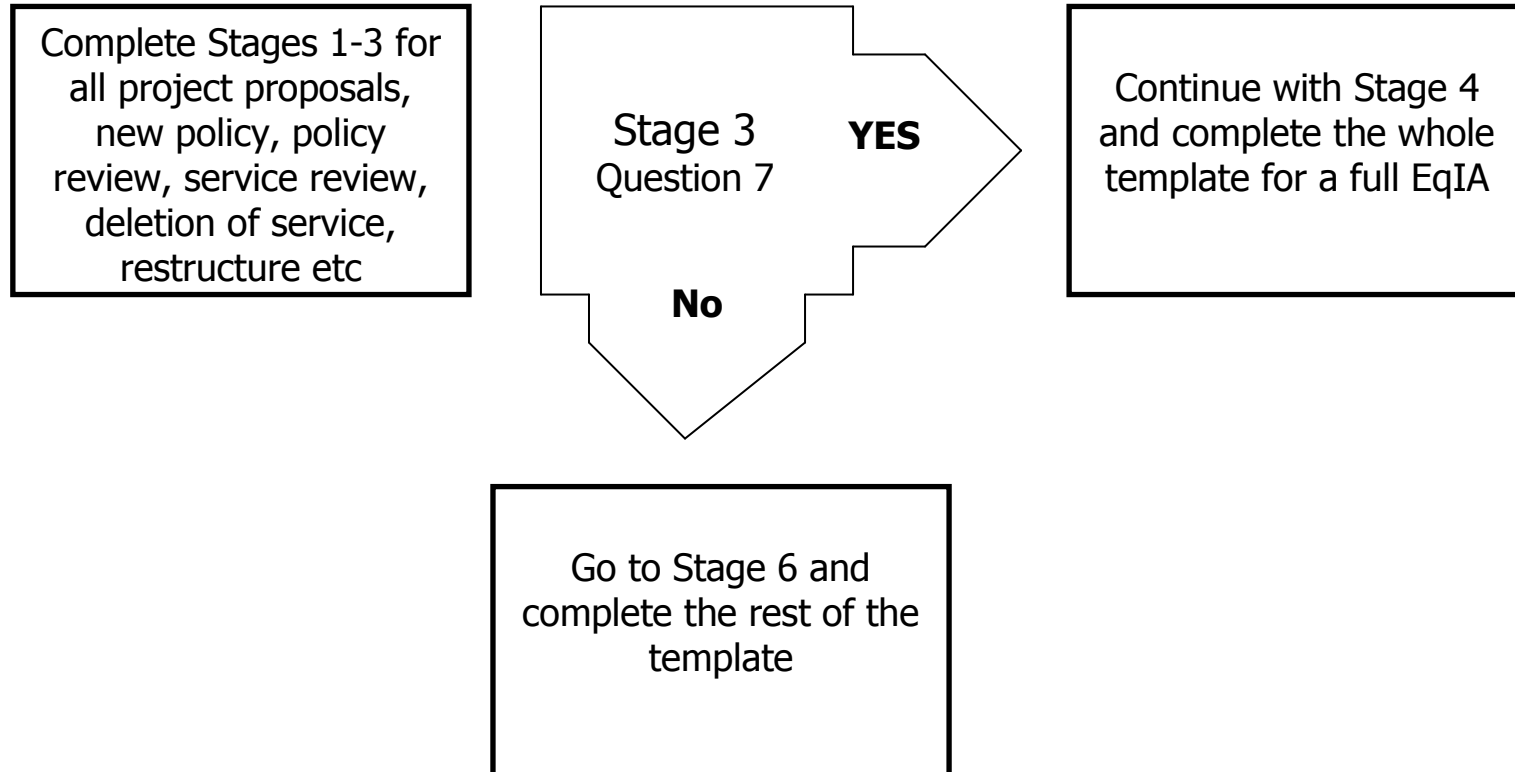 Complete Stages 1-3 for
all project proposals,
new policy, policy
review, service review,
deletion of service,
restructure etc
Stage 3
Question 7
YES
No
Continue with Stage 4
and complete the whole
template for a full EqIA
Go to Stage 6 and
complete the rest of the
template